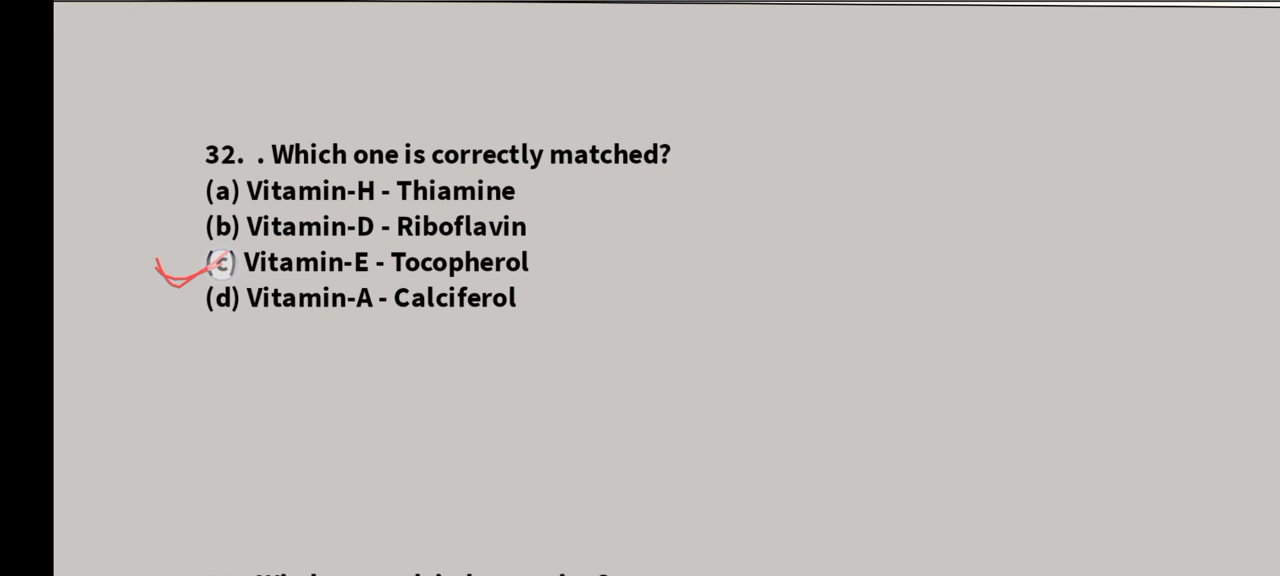 32. . Which one is correctly matched?
(a) Vitamin-H - Thiamine
(b) Vitamin-D - Riboflavin
(c) Vitamin-E - Tocopherol
(d) Vitamin-A - Calciferol